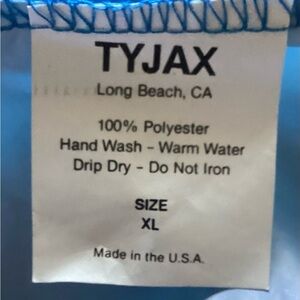 TYJAX
Long Beach, CA
100% Polyester
Hand Wash - Warm Water
Drip Dry - Do Not Iron
SIZE
XL
Made in the U.S.A.